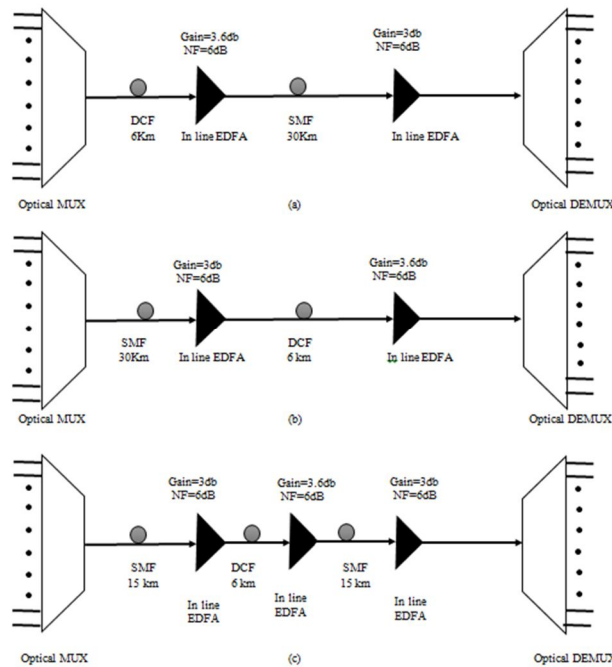 Gain=3.6db Gain=3db
NF=6dB NF=6dB
DCF SMF
6Km In line EDFA 30Km In line EDFA
Optical MUX (a) Optical DEMUX
Gain=3db Gain=3.6db
NF=6dB NF=6dB
SMF DCF
30Km In line EDFA 6 km In line EDFA
Optical MUX (b) Optical DEMUX
Gain=3db Gain=3.6db Gain=3db
NF=6dB NF=6dB NF=6dB
SMF DCF SMF
15 km 6 km 15 km
In line In line In line
EDFA EDFA EDFA
Optical MUX (c) Optical DEMUX